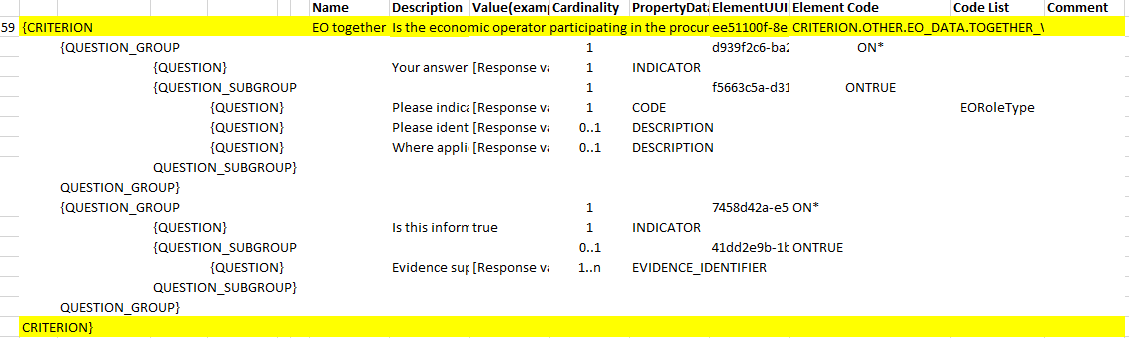 Name Description Value(examp Cardinality PropertyData ElementUUI Element Code Code List Comment
59 {CRITERION EO together Is the economic operator participating in the procur ee51100f-8e CRITERION.OTHER.EO_DATA.TOGETHER_
{QUESTION_GROUP 1 d939f2c6-ba2 ON*
{QUESTION} Your answer [Response va 1 INDICATOR
{QUESTION_SUBGROUP 1 f5663c5a-d31 ONTRUE
{QUESTION} Please indica [Response va 1 CODE EORoleType
{QUESTION} Please ident [Response va 0..1 DESCRIPTION
{QUESTION} Where appli [Response va 0..1 DESCRIPTION
QUESTION_SUBGROUP}
QUESTION_GROUP}
{QUESTION_GROUP 1 7458d42a-e5 ON*
{QUESTION} Is this inforn true 1 INDICATOR
{QUESTION_SUBGROUP 0..1 41dd2e9b-1b ONTRUE
{QUESTION} Evidence sup [Response va 1..n EVIDENCE_IDENTIFIER
QUESTION_SUBGROUP}
QUESTION_GROUP}
CRITERION}